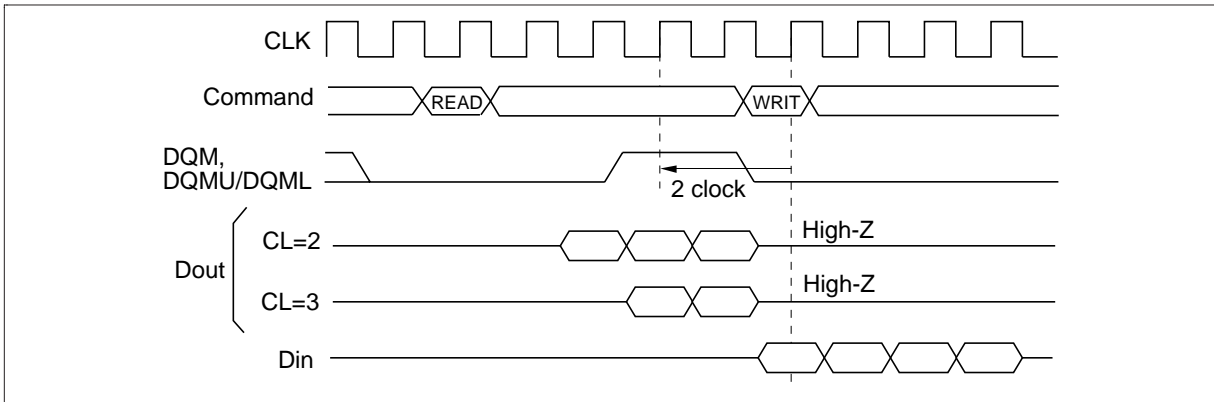 CLK
Command
READ
WRIT
DQM,
DQMU/DQML
2 clock
CL=2
High-Z
Dout
CL=3
High-Z
Din